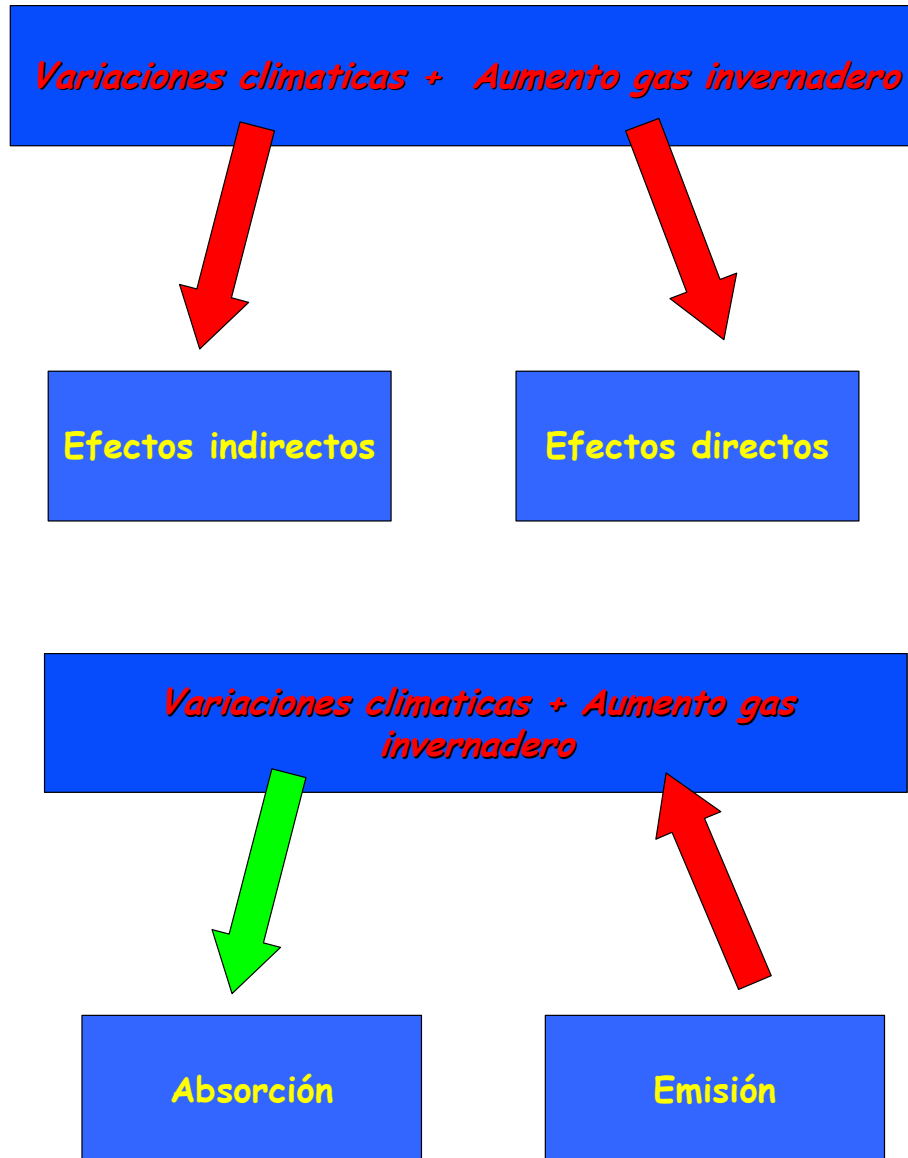 Variaciones climaticas + Aumento gas invernadero
Efectos indirectos
Efectos directos
Variaciones climaticas + Aumento gas
invernadero
Absorción
Emisión